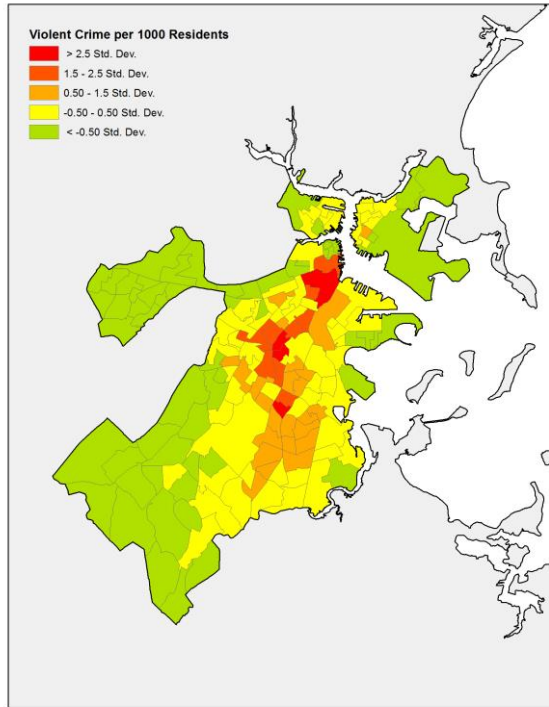 Violent Crime per 1000 Residents
> 2.5 Std. Dev.
1.5 - 2.5 Std. Dev.
0.50 - 1.5 Std. Dev.
-0.50 - 0.50 Std. Dev.
< -0.50 Std. Dev.